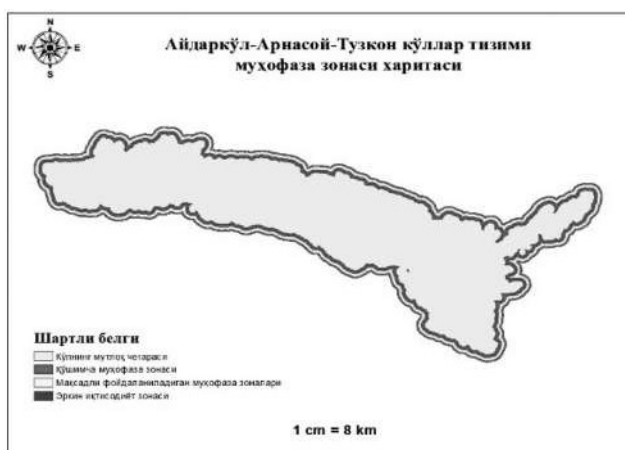 N
W E
S
Айдаркўл-Арнасой-Тузкон кўллар тизими
муҳофаза зонаси харитаси
Шартли белги
Кўлнинг мутлоқ чегараси
Қўшимча муҳофаза зонаси
Мақсадли фойдаланиладиган муҳофаза зоналари
Эркин иқтисодиёт зонаси
1 cm = 8 km